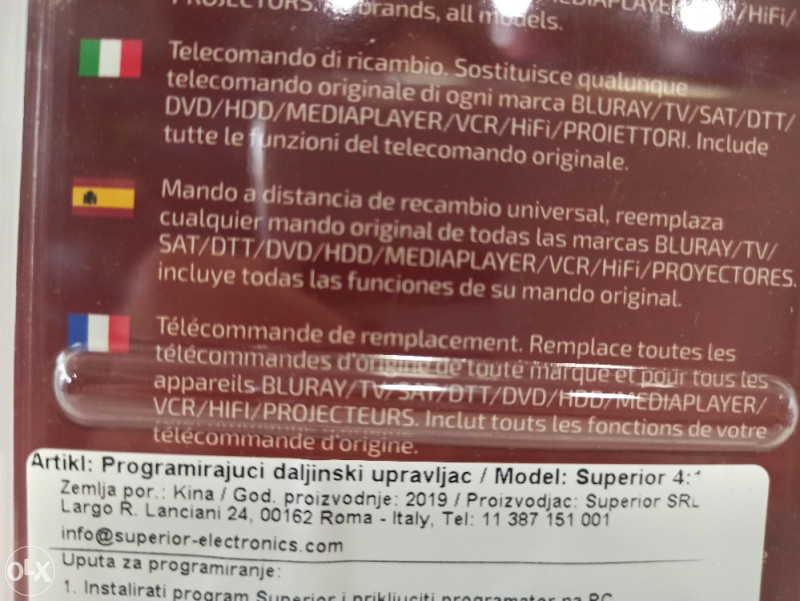 PROJECTORS. brands, all models.
Telecomando di ricambio. Sostituisce qualunque
telecomando originale di ogni marca BLURAY/TV/SAT/DTT/
DVD/HDD/MEDIAPLAYER/VCR/HiFi/PROIETTORI. Include
tutte le funzioni del telecomando originale.
Mando a distancia de recambio universal, reemplaza
cualquier mando original de todas las marcas BLURAY/TV/
SAT/DTT/DVD/HDD/MEDIAPLAYER/VCR/HiFi/PROYECTORES.
incluye todas las funciones de su mando original.
Télécommande de remplacement. Remplace toutes les
télécommandes d'origine de toute marque et pour tous les
appareils BLURAY/TV/SAT/DTT/DVD/HDD/MEDIAPLAYER/
VCR/HIFI/PROJECTEURS. Inclut touts les fonctions de votre
télécommande d'origine.
Artikl: Programirajuci daljinski upravljac / Model: Superior 4:1
Zemlja por.: Kina / God. proizvodnje: 2019 / Proizvodjac: Superior SRL
Largo R. Lanciani 24, 00162 Roma - Italy, Tel: 11 387 151 001
info@superior-electronics.com
Uputa za programiranje:
1. Instalirati program Superior i prikljuciti programator na PC
OLX